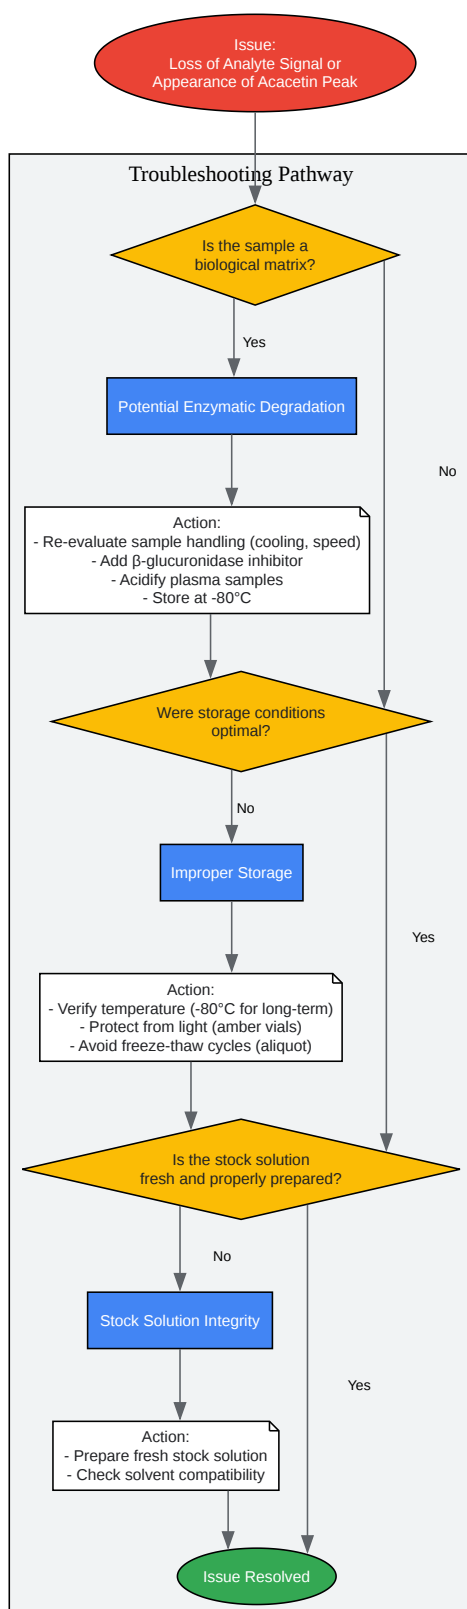 Issue:
Loss of Analyte Signal or
Appearance of Acacetin Peak
Troubleshooting Pathway
Is the sample a
biological matrix?
Yes
Potential Enzymatic Degradation
No
Action:
- Re-evaluate sample handling (cooling, speed)
- Add β-glucuronidase inhibitor
- Acidify plasma samples
- Store at -80°C
Were storage conditions
optimal?
No
Improper Storage
Yes
Action:
- Verify temperature (-80°C for long-term)
- Protect from light (amber vials)
- Avoid freeze-thaw cycles (aliquot)
Is the stock solution
fresh and properly prepared?
No
Stock Solution Integrity
Yes
Action:
- Prepare fresh stock solution
- Check solvent compatibility
Issue Resolved